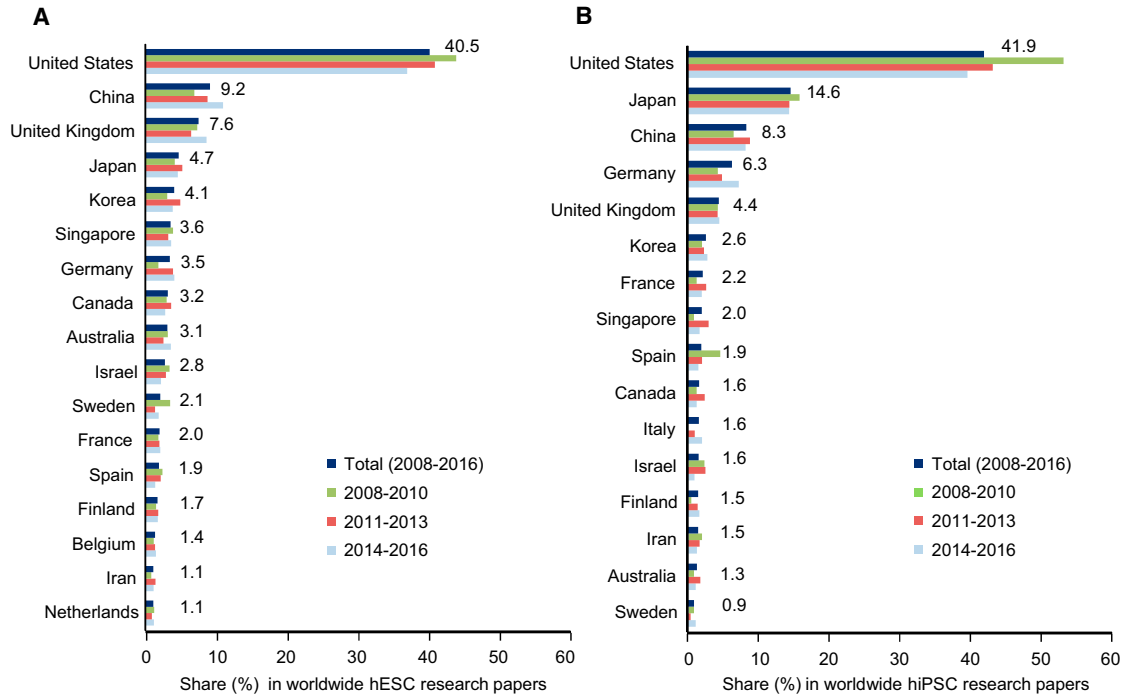 A
United States 40.5
China 9.2
United Kingdom 7.6
Japan 4.7
Korea 4.1
Singapore 3.6
Germany 3.5
Canada 3.2
Australia 3.1
Israel 2.8
Sweden 2.1
France 2.0
Spain 1.9
Finland 1.7
Belgium 1.4
Iran 1.1
Netherlands 1.1
Total (2008-2016)
2008-2010
2011-2013
2014-2016
0 10 20 30 40 50 60
Share (%) in worldwide hESC research papers
B
United States 41.9
Japan 14.6
China 8.3
Germany 6.3
United Kingdom 4.4
Korea 2.6
France 2.2
Singapore 2.0
Spain 1.9
Canada 1.6
Italy 1.6
Israel 1.6
Finland 1.5
Iran 1.5
Australia 1.3
Sweden 0.9
Total (2008-2016)
2008-2010
2011-2013
2014-2016
0 10 20 30 40 50 60
Share (%) in worldwide hiPSC research papers